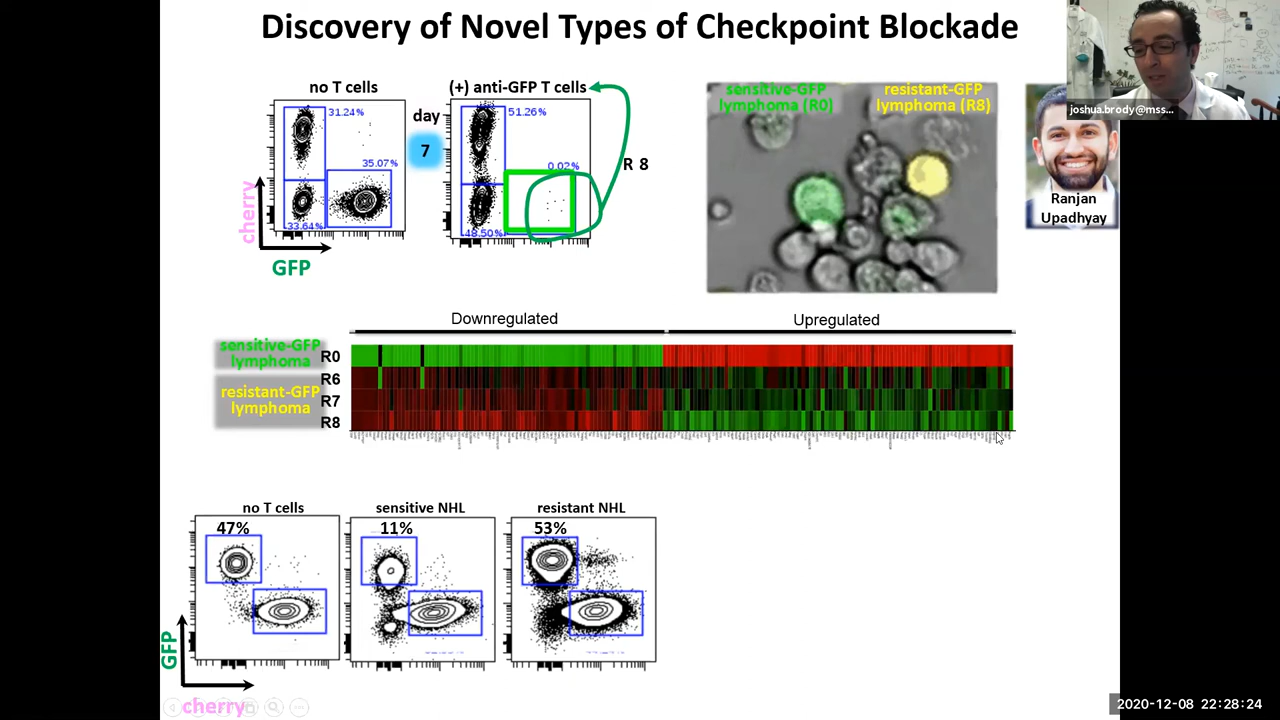 Discovery of Novel Types of Checkpoint Blockade
joshua.brody@mss...
no T cells
(+) anti-GFP T cells
31.24%
35.07%
33.64%
cherry
GFP
day
7
51.26%
0.02%
48.50%
R 8
sensitive-GFP
lymphoma (R0)
resistant-GFP
lymphoma (R8)
Ranjan
Upadhyay
Downregulated
Upregulated
sensitive-GFP
lymphoma
resistant-GFP
lymphoma
R0
R6
R7
R8
no T cells
sensitive NHL
resistant NHL
47%
11%
53%
GFP
cherry
2020-12-08 22:28:24